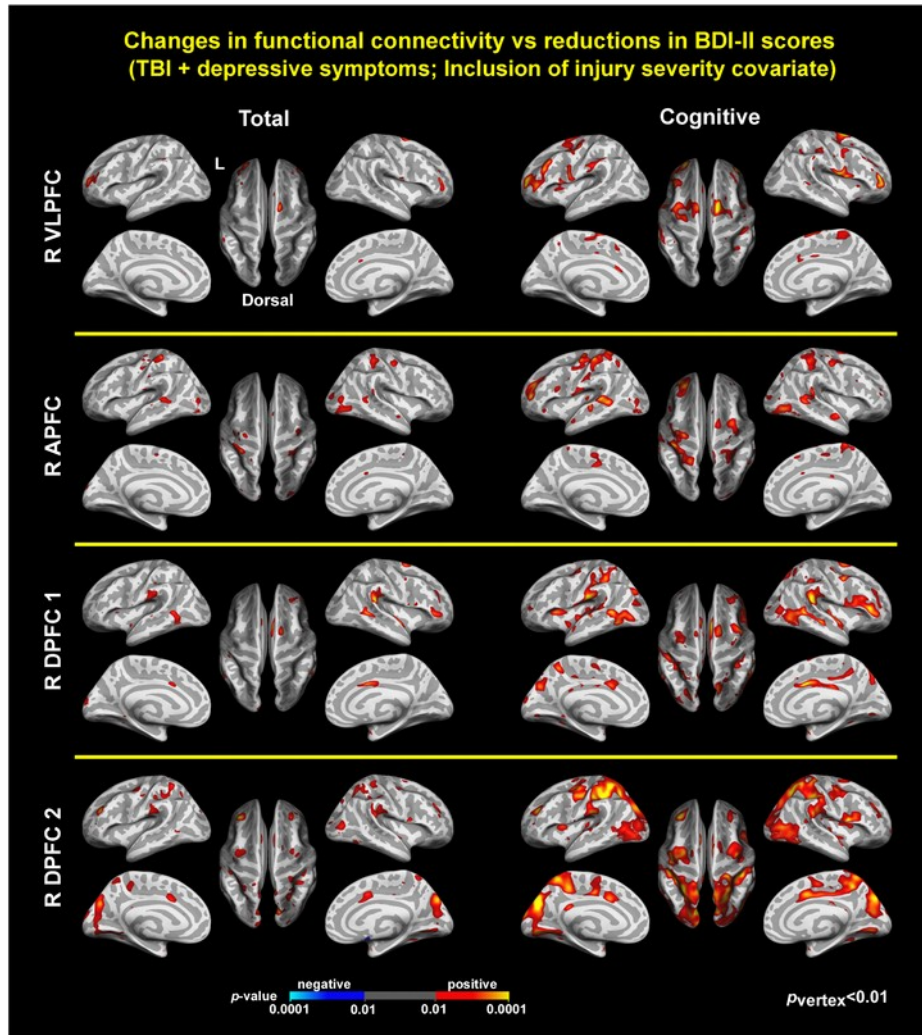 Changes in functional connectivity vs reductions in BDI-II scores
(TBI + depressive symptoms; Inclusion of injury severity covariate)
Total
Cognitive
R VLPFC
L
Dorsal
R APFC
R DPFC 1
R DPFC 2
negative positive
p-value
0.0001 0.01 0.01 0.0001
pvertex<0.01